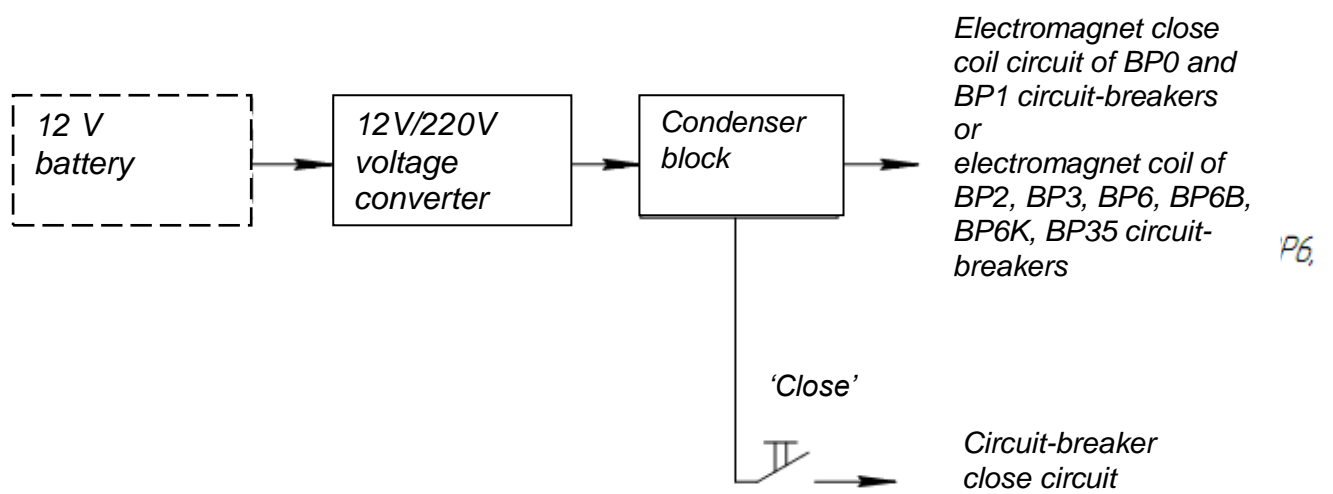 12 V
battery
12V/220V
voltage
converter
Condenser
block
Electromagnet close
coil circuit of BP0 and
BP1 circuit-breakers
or
electromagnet coil of
BP2, BP3, BP6, BP6B,
BP6K, BP35 circuit-
breakers
P6,
‘Close’
Circuit-breaker
close circuit